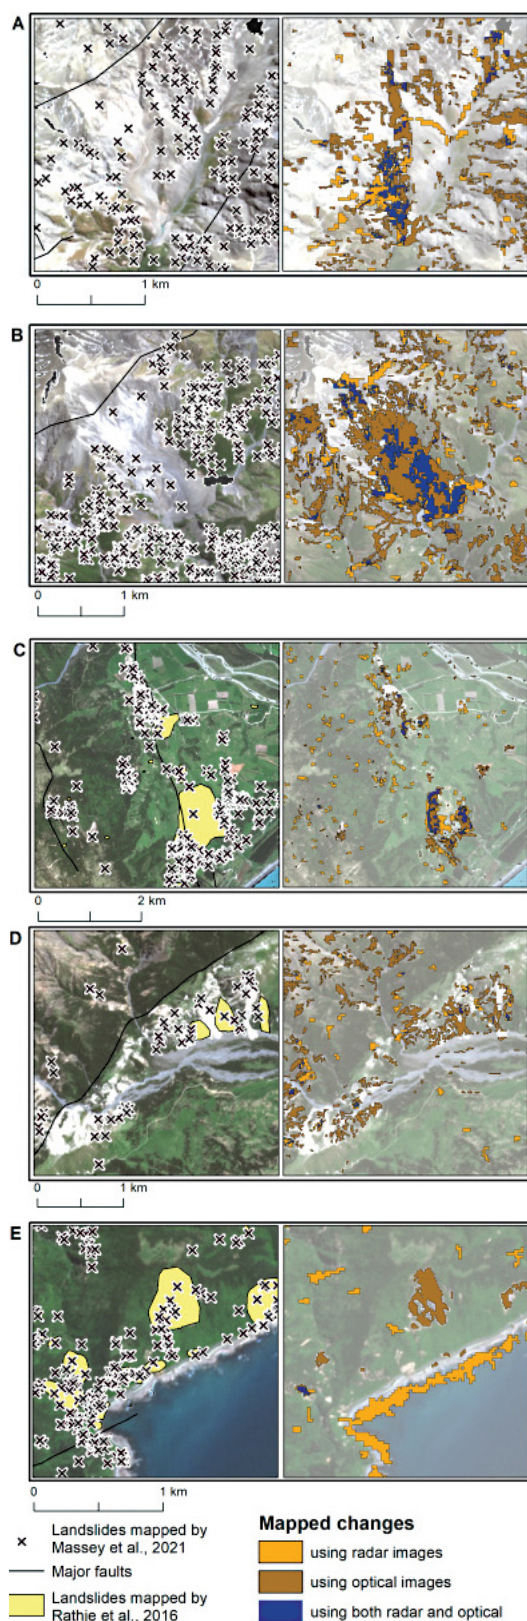 A
0 1 km
B
0 1 km
C
0 2 km
D
0 1 km
E
0 1 km
Landslides mapped by
Massey et al., 2021
Major faults
Landslides mapped by
Rathje et al., 2016
Mapped changes
using radar images
using optical images
using both radar and optical